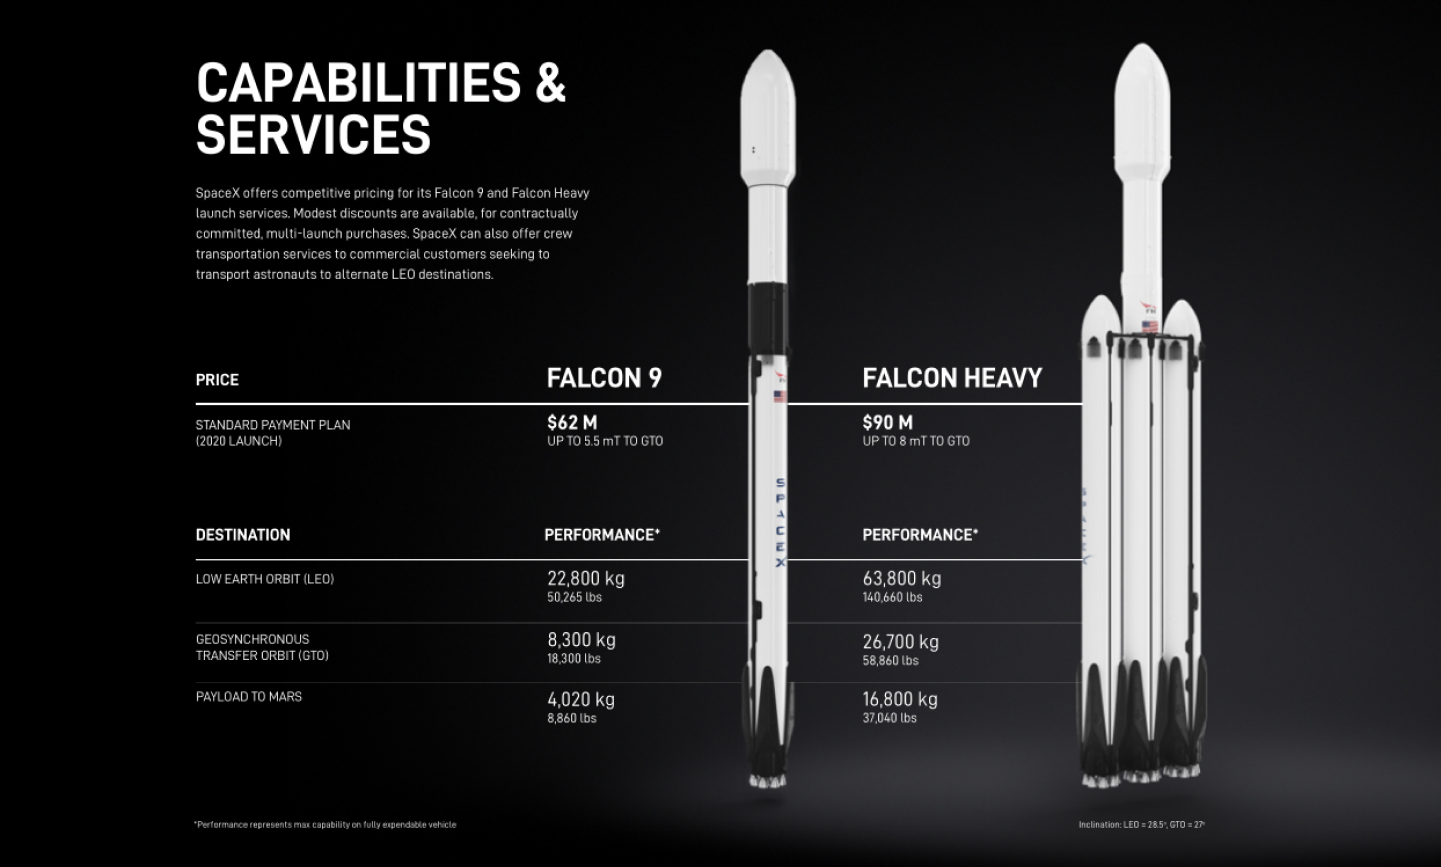 CAPABILITIES &
SERVICES
SpaceX offers competitive pricing for its Falcon 9 and Falcon Heavy
launch services. Modest discounts are available, for contractually
committed, multi-launch purchases. SpaceX can also offer crew
transportation services to commercial customers seeking to
transport astronauts to alternate LEO destinations.
PRICE
FALCON 9
FALCON HEAVY
STANDARD PAYMENT PLAN
(2020 LAUNCH)
$62 M
UP TO 5.5 mT TO GTO
$90 M
UP TO 8 mT TO GTO
DESTINATION
PERFORMANCE*
PERFORMANCE*
LOW EARTH ORBIT (LEO)
22,800 kg
50,265 lbs
63,800 kg
140,660 lbs
GEOSYNCHRONOUS
TRANSFER ORBIT (GTO)
8,300 kg
18,300 lbs
26,700 kg
58,860 lbs
PAYLOAD TO MARS
4,020 kg
8,860 lbs
16,800 kg
37,040 lbs
SPACEX
*Performance represents max capability on fully expendable vehicle
Inclination: LEO = 28.5°, GTO = 27°